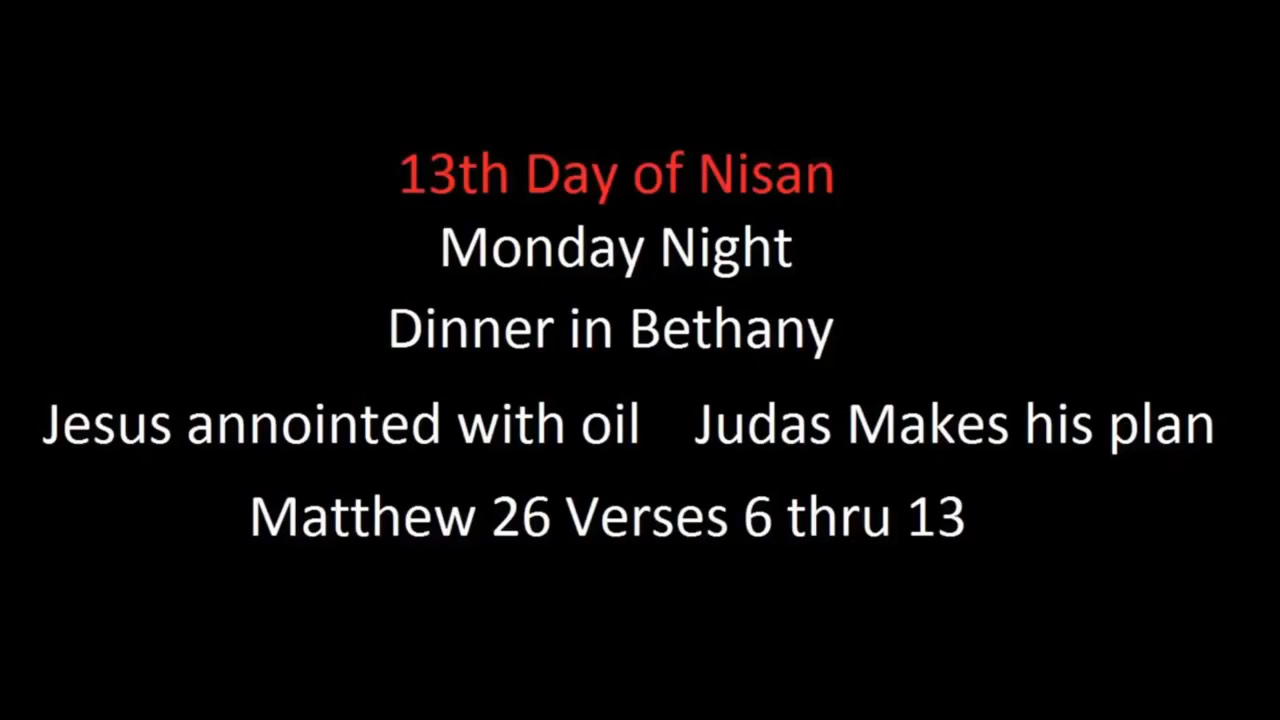 13th Day of Nisan
Monday Night
Dinner in Bethany
Jesus annointed with oil    Judas Makes his plan
Matthew 26 Verses 6 thru 13